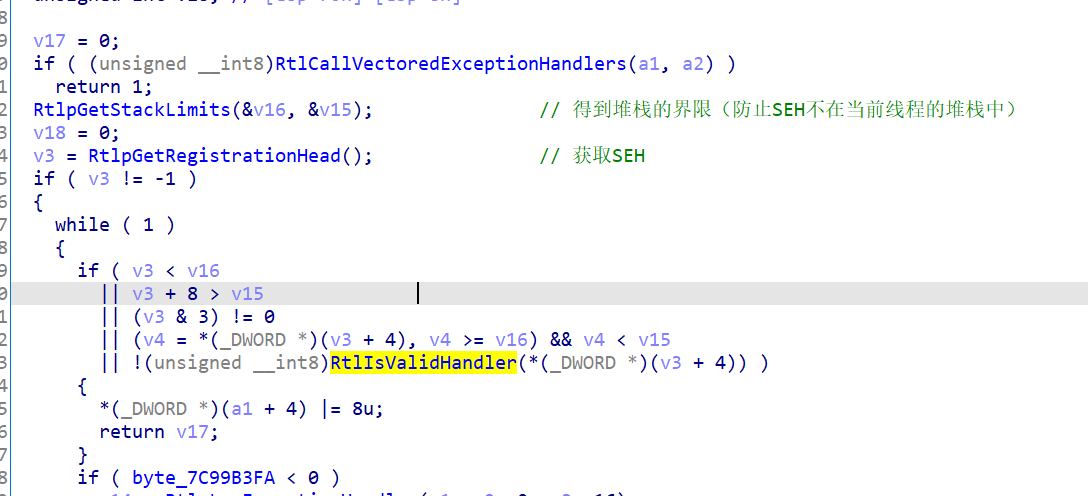 8
9 v17 = 0;
0 if ( (unsigned __int8)RtlCallVectoredExceptionHandlers(a1, a2) )
1 return 1;
2 RtlpGetStackLimits(&v16, &v15); // 得到堆栈的界限（防止SEH不在当前线程的堆栈中）
3 v18 = 0;
4 v3 = RtlpGetRegistrationHead(); // 获取SEH
5 if ( v3 != -1 )
6 {
7 while ( 1 )
8 {
9 if ( v3 < v16
0 || v3 + 8 > v15
1 || (v3 & 3) != 0
2 || (v4 = *(_DWORD *)(v3 + 4), v4 >= v16) && v4 < v15
3 || !(unsigned __int8)RtlIsValidHandler(*(_DWORD *)(v3 + 4)) )
4 {
5 *(_DWORD *)(a1 + 4) |= 8u;
6 return v17;
7 }
8 if ( byte_7C99B3FA < 0 )